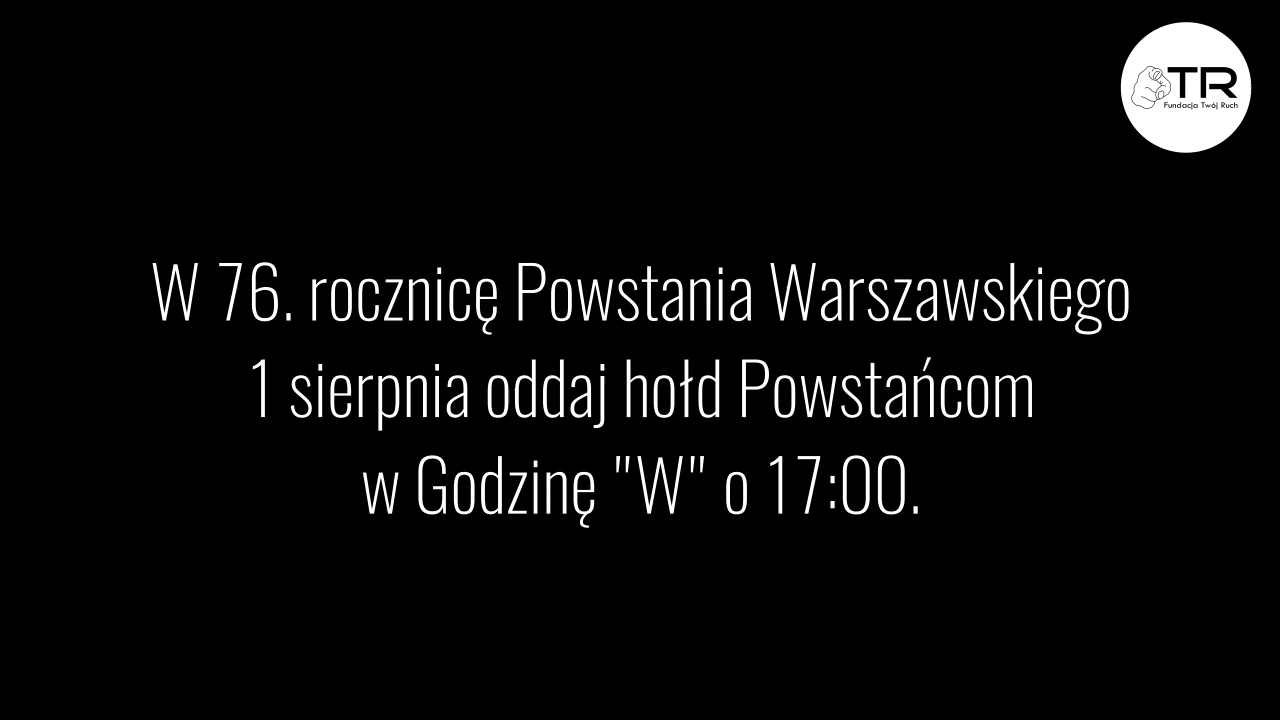 TR
Fundacja Twój Ruch
W 76. rocznicę Powstania Warszawskiego
1 sierpnia oddaj hołd Powstańcom
w Godzinę "W" o 17:00.